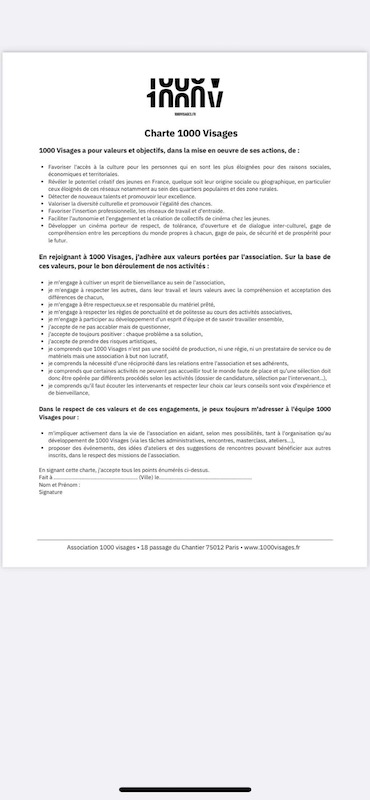 1000 V
1000VISAGES.FR
Charte 1000 Visages
1000 Visages a pour valeurs et objectifs, dans la mise en oeuvre de ses actions, de :
• Favoriser l'accès à la culture pour les personnes qui en sont les plus éloignées pour des raisons sociales,
économiques et territoriales.
• Révéler le potentiel créatif des jeunes en France, quelque soit leur origine sociale ou géographique, en particulier
ceux éloignés de ces réseaux notamment au sein des quartiers populaires et des zone rurales.
• Détecter de nouveaux talents et promouvoir leur excellence.
• Valoriser la diversité culturelle et promouvoir l'égalité des chances.
• Favoriser l'insertion professionnelle, les réseaux de travail et d'entraide.
• Faciliter l'autonomie et l'engagement et la création de collectifs de cinéma chez les jeunes.
• Développer un cinéma porteur de respect, de tolérance, d'ouverture et de dialogue inter-culturel, gage de
compréhension entre les perceptions du monde propres à chacun, gage de paix, de sécurité et de prospérité pour
le futur.
En rejoignant à 1000 Visages, j'adhère aux valeurs portées par l'association. Sur la base de
ces valeurs, pour le bon déroulement de nos activités :
• je m'engage à cultiver un esprit de bienveillance au sein de l'association,
• je m'engage à respecter les autres, dans leur travail et leurs valeurs avec la compréhension et acceptation des
différences de chacun,
• je m'engage à être respectueux.se et responsable du matériel prêté,
• je m'engage à respecter les règles de ponctualité et de politesse au cours des activités associatives,
• je m'engage à participer au développement d'un esprit d'équipe et de savoir travailler ensemble,
• j'accepte de ne pas accabler mais de questionner,
• j'accepte de toujours positiver : chaque problème a sa solution,
• j'accepte de prendre des risques artistiques,
• je comprends que 1000 Visages n'est pas une société de production, ni une régie, ni un prestataire de service ou de
matériels mais une association à but non lucratif,
• je comprends la nécessité d'une réciprocité dans les relations entre l'association et ses adhérents,
• je comprends que certaines activités ne peuvent pas accueillir tout le monde faute de place et qu'une sélection doit
donc être opérée par différents procédés selon les activités (dossier de candidature, sélection par l'intervenant...),
• je comprends qu'il faut écouter les intervenants et respecter leur choix car leurs conseils sont voix d'expérience et
de bienveillance,
Dans le respect de ces valeurs et de ces engagements, je peux toujours m'adresser à l'équipe 1000
Visages pour :
• m'impliquer activement dans la vie de l'association en aidant, selon mes possibilités, tant à l'organisation qu'au
développement de 1000 Visages (via les tâches administratives, rencontres, masterclass, ateliers...),
• proposer des événements, des idées d'ateliers et des suggestions de rencontres pouvant bénéficier aux autres
inscrits, dans le respect des missions de l'association.
En signant cette charte, j'accepte tous les points énumérés ci-dessus.
Fait à .................................................... (Ville) le..........................................................
Nom et Prénom :
Signature
Association 1000 visages • 18 passage du Chantier 75012 Paris • www.1000visages.fr